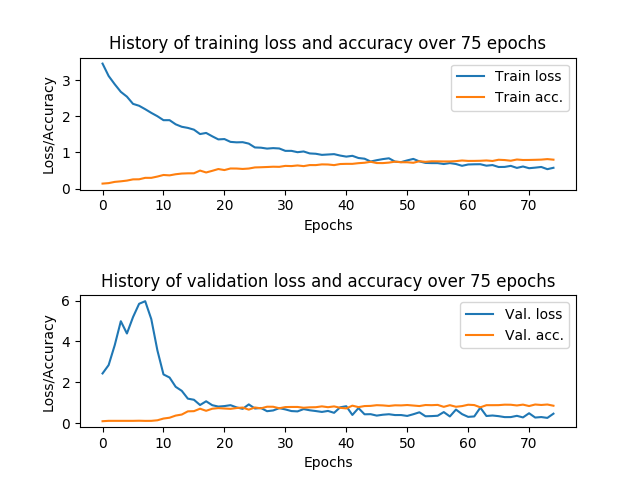 History of training loss and accuracy over 75 epochs
Loss/Accuracy
3
2
1
0
Train loss
Train acc.
0 10 20 30 40 50 60 70
Epochs
History of validation loss and accuracy over 75 epochs
Loss/Accuracy
6
4
2
0
Val. loss
Val. acc.
0 10 20 30 40 50 60 70
Epochs